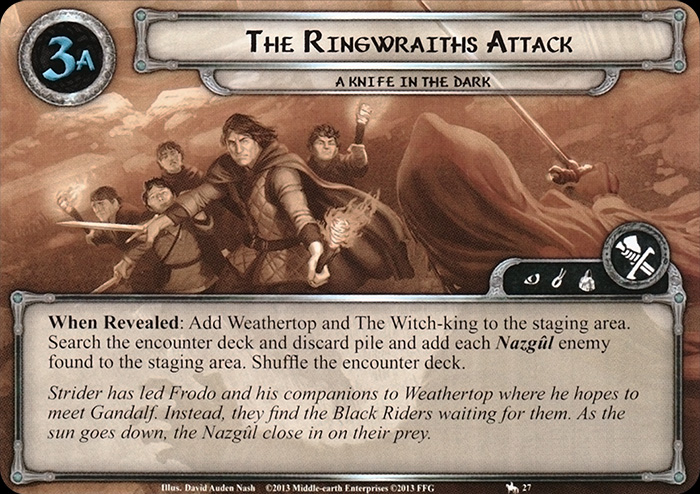 3A
THE RINGWRAITHS ATTACK
A KNIFE IN THE DARK
When Revealed: Add Weathertop and The Witch-king to the staging area.
Search the encounter deck and discard pile and add each Nazgûl enemy
found to the staging area. Shuffle the encounter deck.
Strider has led Frodo and his companions to Weathertop where he hopes to
meet Gandalf. Instead, they find the Black Riders waiting for them. As the
sun goes down, the Nazgûl close in on their prey.
Illus. David Auden Nash ©2013 Middle-earth Enterprises ©2013 FFG 27